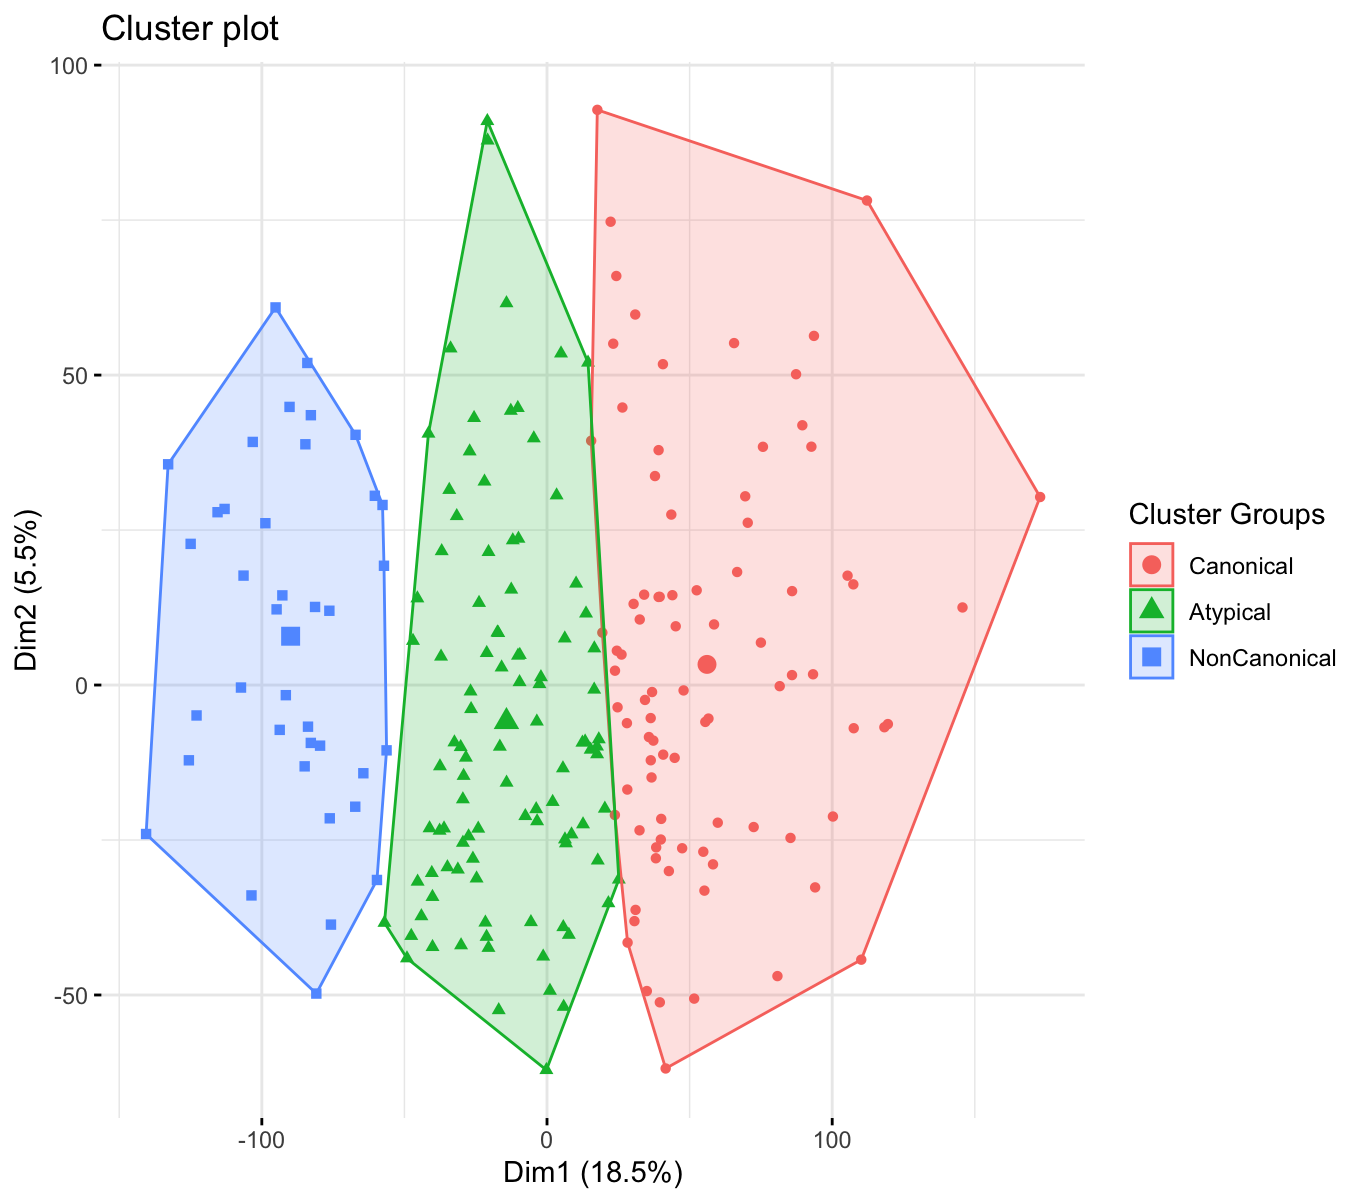 Cluster plot
100
50
0
-50
Dim2 (5.5%)
-100
0
100
Dim1 (18.5%)
Cluster Groups
Canonical
Atypical
NonCanonical